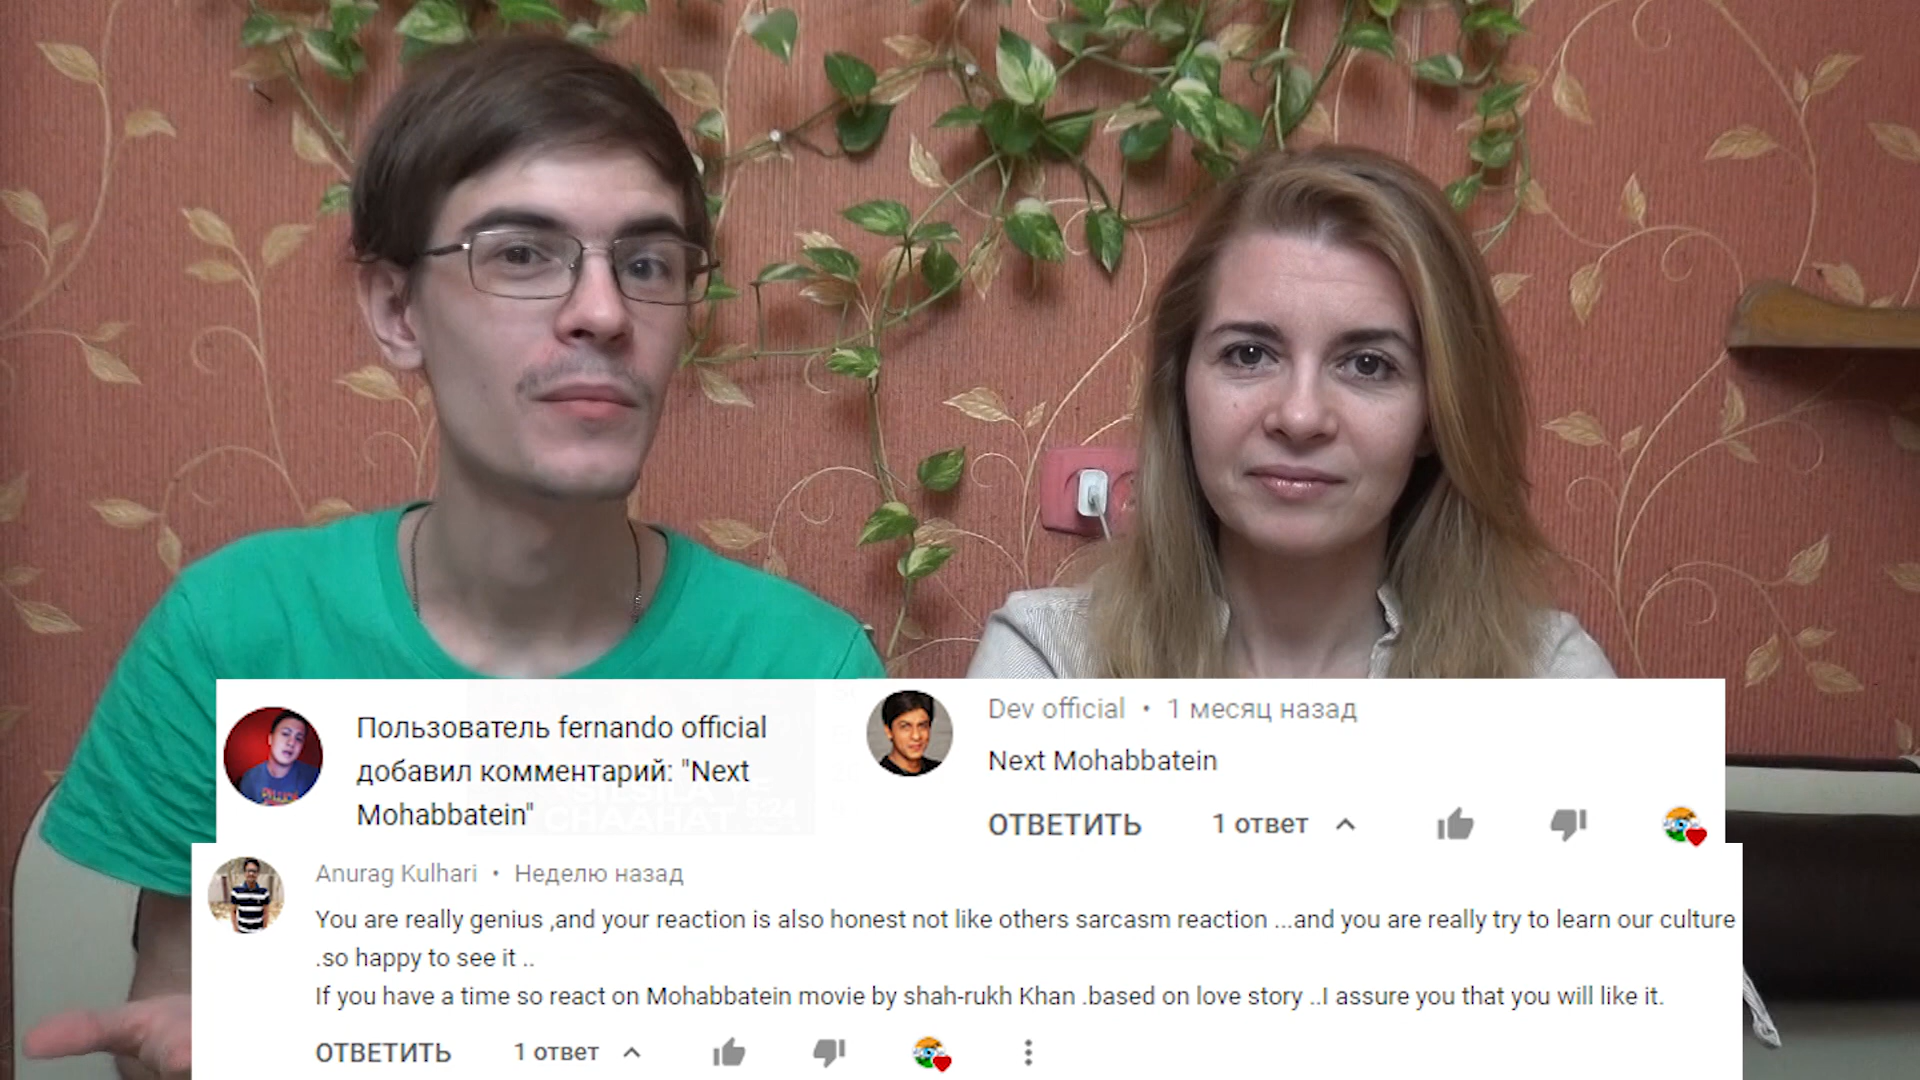 Пользователь fernando official
добавил комментарий: "Next
Mohabbatein"
Dev official • 1 месяц назад
Next Mohabbatein
ОТВЕТИТЬ 1 ответ
Anurag Kulhari • Неделю назад
You are really genius ,and your reaction is also honest not like others sarcasm reaction ...and you are really try to learn our culture
.so happy to see it ..
If you have a time so react on Mohabbatein movie by shah-rukh Khan .based on love story ..I assure you that you will like it.
ОТВЕТИТЬ 1 ответ